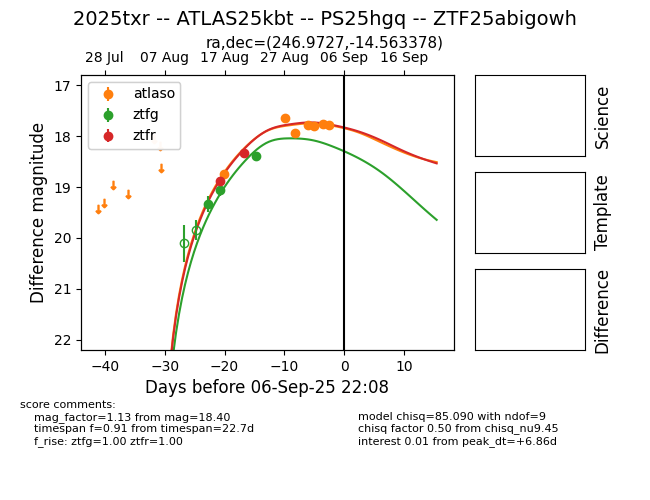 2025txr -- ATLAS25kbt -- PS25hgq -- ZTF25abigowh
ra,dec=(246.9727,-14.563378)
28 Jul 07 Aug 17 Aug 27 Aug 06 Sep 16 Sep
atlaso
ztfg
ztfr
17
18
19
20
21
22
Difference magnitude
−40 −30 −20 −10 0 10
Days before 06-Sep-25 22:08
Science
Template
Difference
score comments:
mag_factor=1.13 from mag=18.40
timespan f=0.91 from timespan=22.7d
f_rise: ztfg=1.00 ztfr=1.00
model chisq=85.090 with ndof=9
chisq factor 0.50 from chisq_nu9.45
interest 0.01 from peak_dt=+6.86d